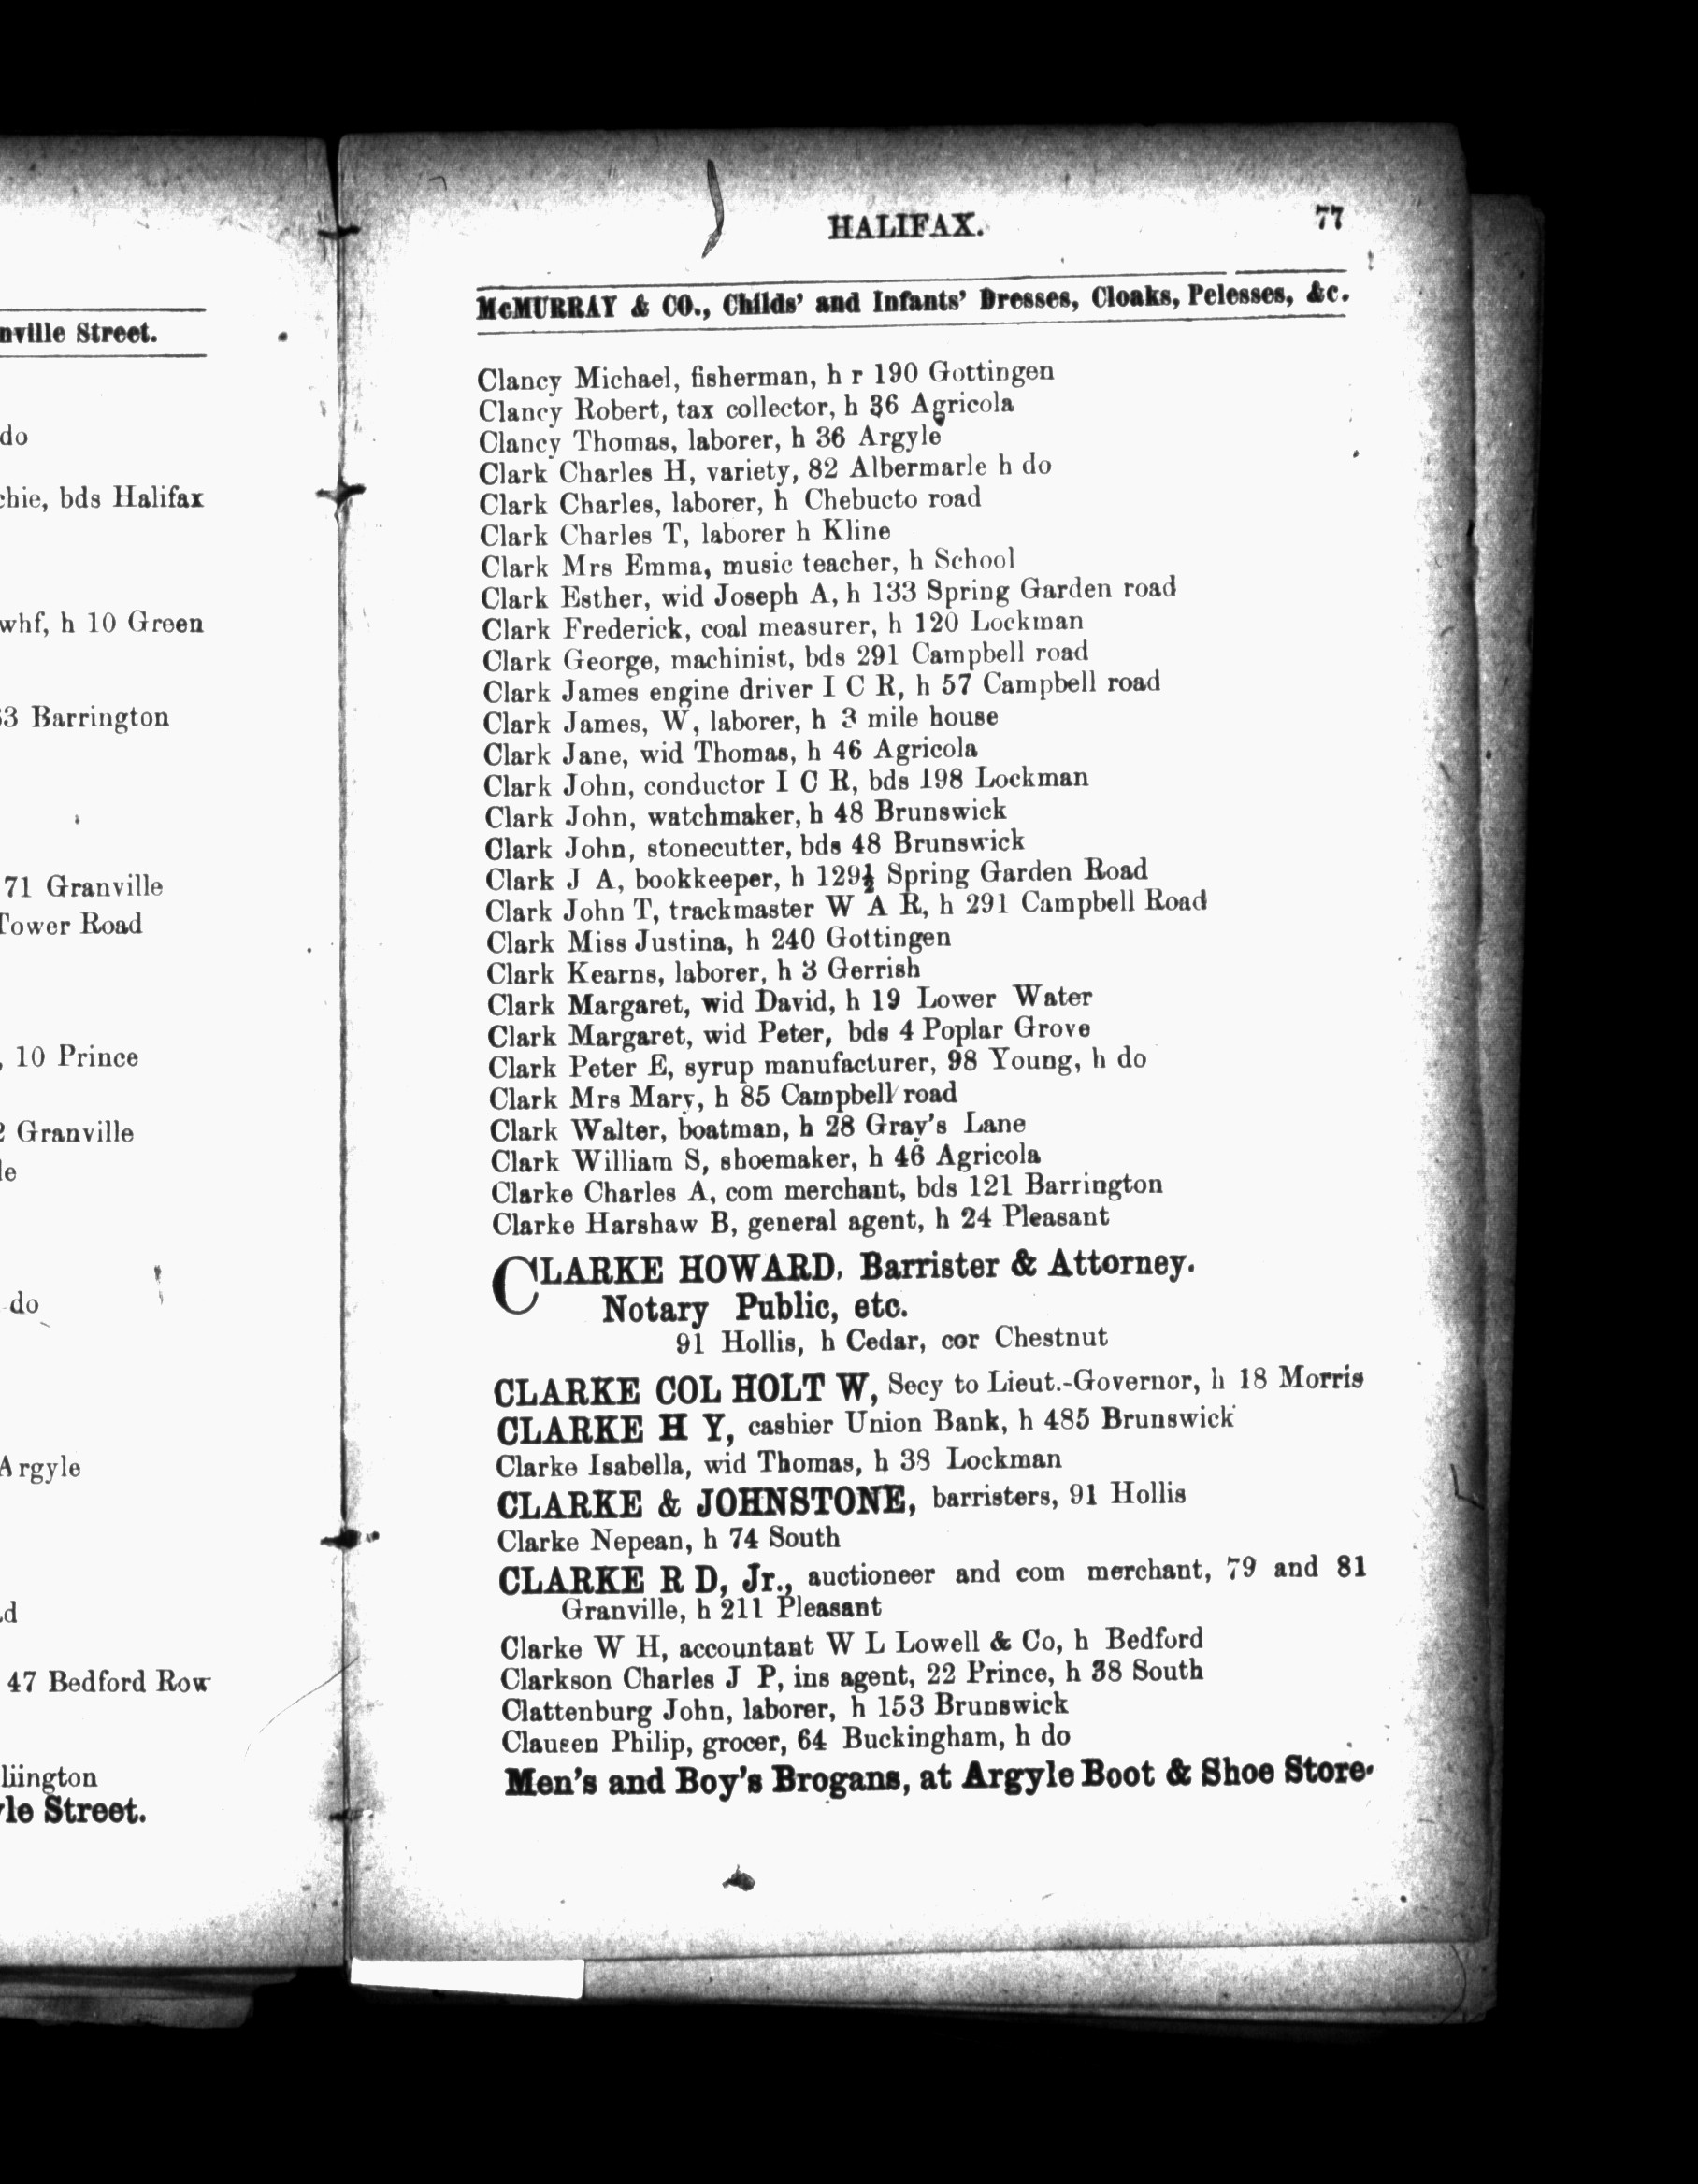 nville Street.
do
chie, bds Halifax
whf, h 10 Green
33 Barrington
71 Granville
Tower Road
, 10 Prince
2 Granville
le
do
Argyle
d
47 Bedford Row
lington
le Street.
HALIFAX. 77
McMURRAY & CO., Childs' and Infants' Dresses, Cloaks, Pelesses, &c.
Clancy Michael, fisherman, h r 190 Gottingen
Clancy Robert, tax collector, h 36 Agricola
Clancy Thomas, laborer, h 36 Argyle
Clark Charles H, variety, 82 Albermarle h do
Clark Charles, laborer, h Chebucto road
Clark Charles T, laborer h Kline
Clark Mrs Emma, music teacher, h School
Clark Esther, wid Joseph A, h 133 Spring Garden road
Clark Frederick, coal measurer, h 120 Lockman
Clark George, machinist, bds 291 Campbell road
Clark James engine driver I C R, h 57 Campbell road
Clark James, W, laborer, h 3 mile house
Clark Jane, wid Thomas, h 46 Agricola
Clark John, conductor I C R, bds 198 Lockman
Clark John, watchmaker, h 48 Brunswick
Clark John, stonecutter, bds 48 Brunswick
Clark J A, bookkeeper, h 129½ Spring Garden Road
Clark John T, trackmaster W A R, h 291 Campbell Road
Clark Miss Justina, h 240 Gottingen
Clark Kearns, laborer, h 3 Gerrish
Clark Margaret, wid David, h 19 Lower Water
Clark Margaret, wid Peter, bds 4 Poplar Grove
Clark Peter E, syrup manufacturer, 98 Young, h do
Clark Mrs Mary, h 85 Campbell road
Clark Walter, boatman, h 28 Gray's Lane
Clark William S, shoemaker, h 46 Agricola
Clarke Charles A, com merchant, bds 121 Barrington
Clarke Harshaw B, general agent, h 24 Pleasant
CLARKE HOWARD, Barrister & Attorney.
Notary Public, etc.
91 Hollis, h Cedar, cor Chestnut
CLARKE COL HOLT W, Secy to Lieut.-Governor, h 18 Morris
CLARKE H Y, cashier Union Bank, h 485 Brunswick
Clarke Isabella, wid Thomas, h 38 Lockman
CLARKE & JOHNSTONE, barristers, 91 Hollis
Clarke Nepean, h 74 South
CLARKE R D, Jr., auctioneer and com merchant, 79 and 81
Granville, h 211 Pleasant
Clarke W H, accountant W L Lowell & Co, h Bedford
Clarkson Charles J P, ins agent, 22 Prince, h 38 South
Clattenburg John, laborer, h 153 Brunswick
Clausen Philip, grocer, 64 Buckingham, h do
Men's and Boy's Brogans, at Argyle Boot & Shoe Store.